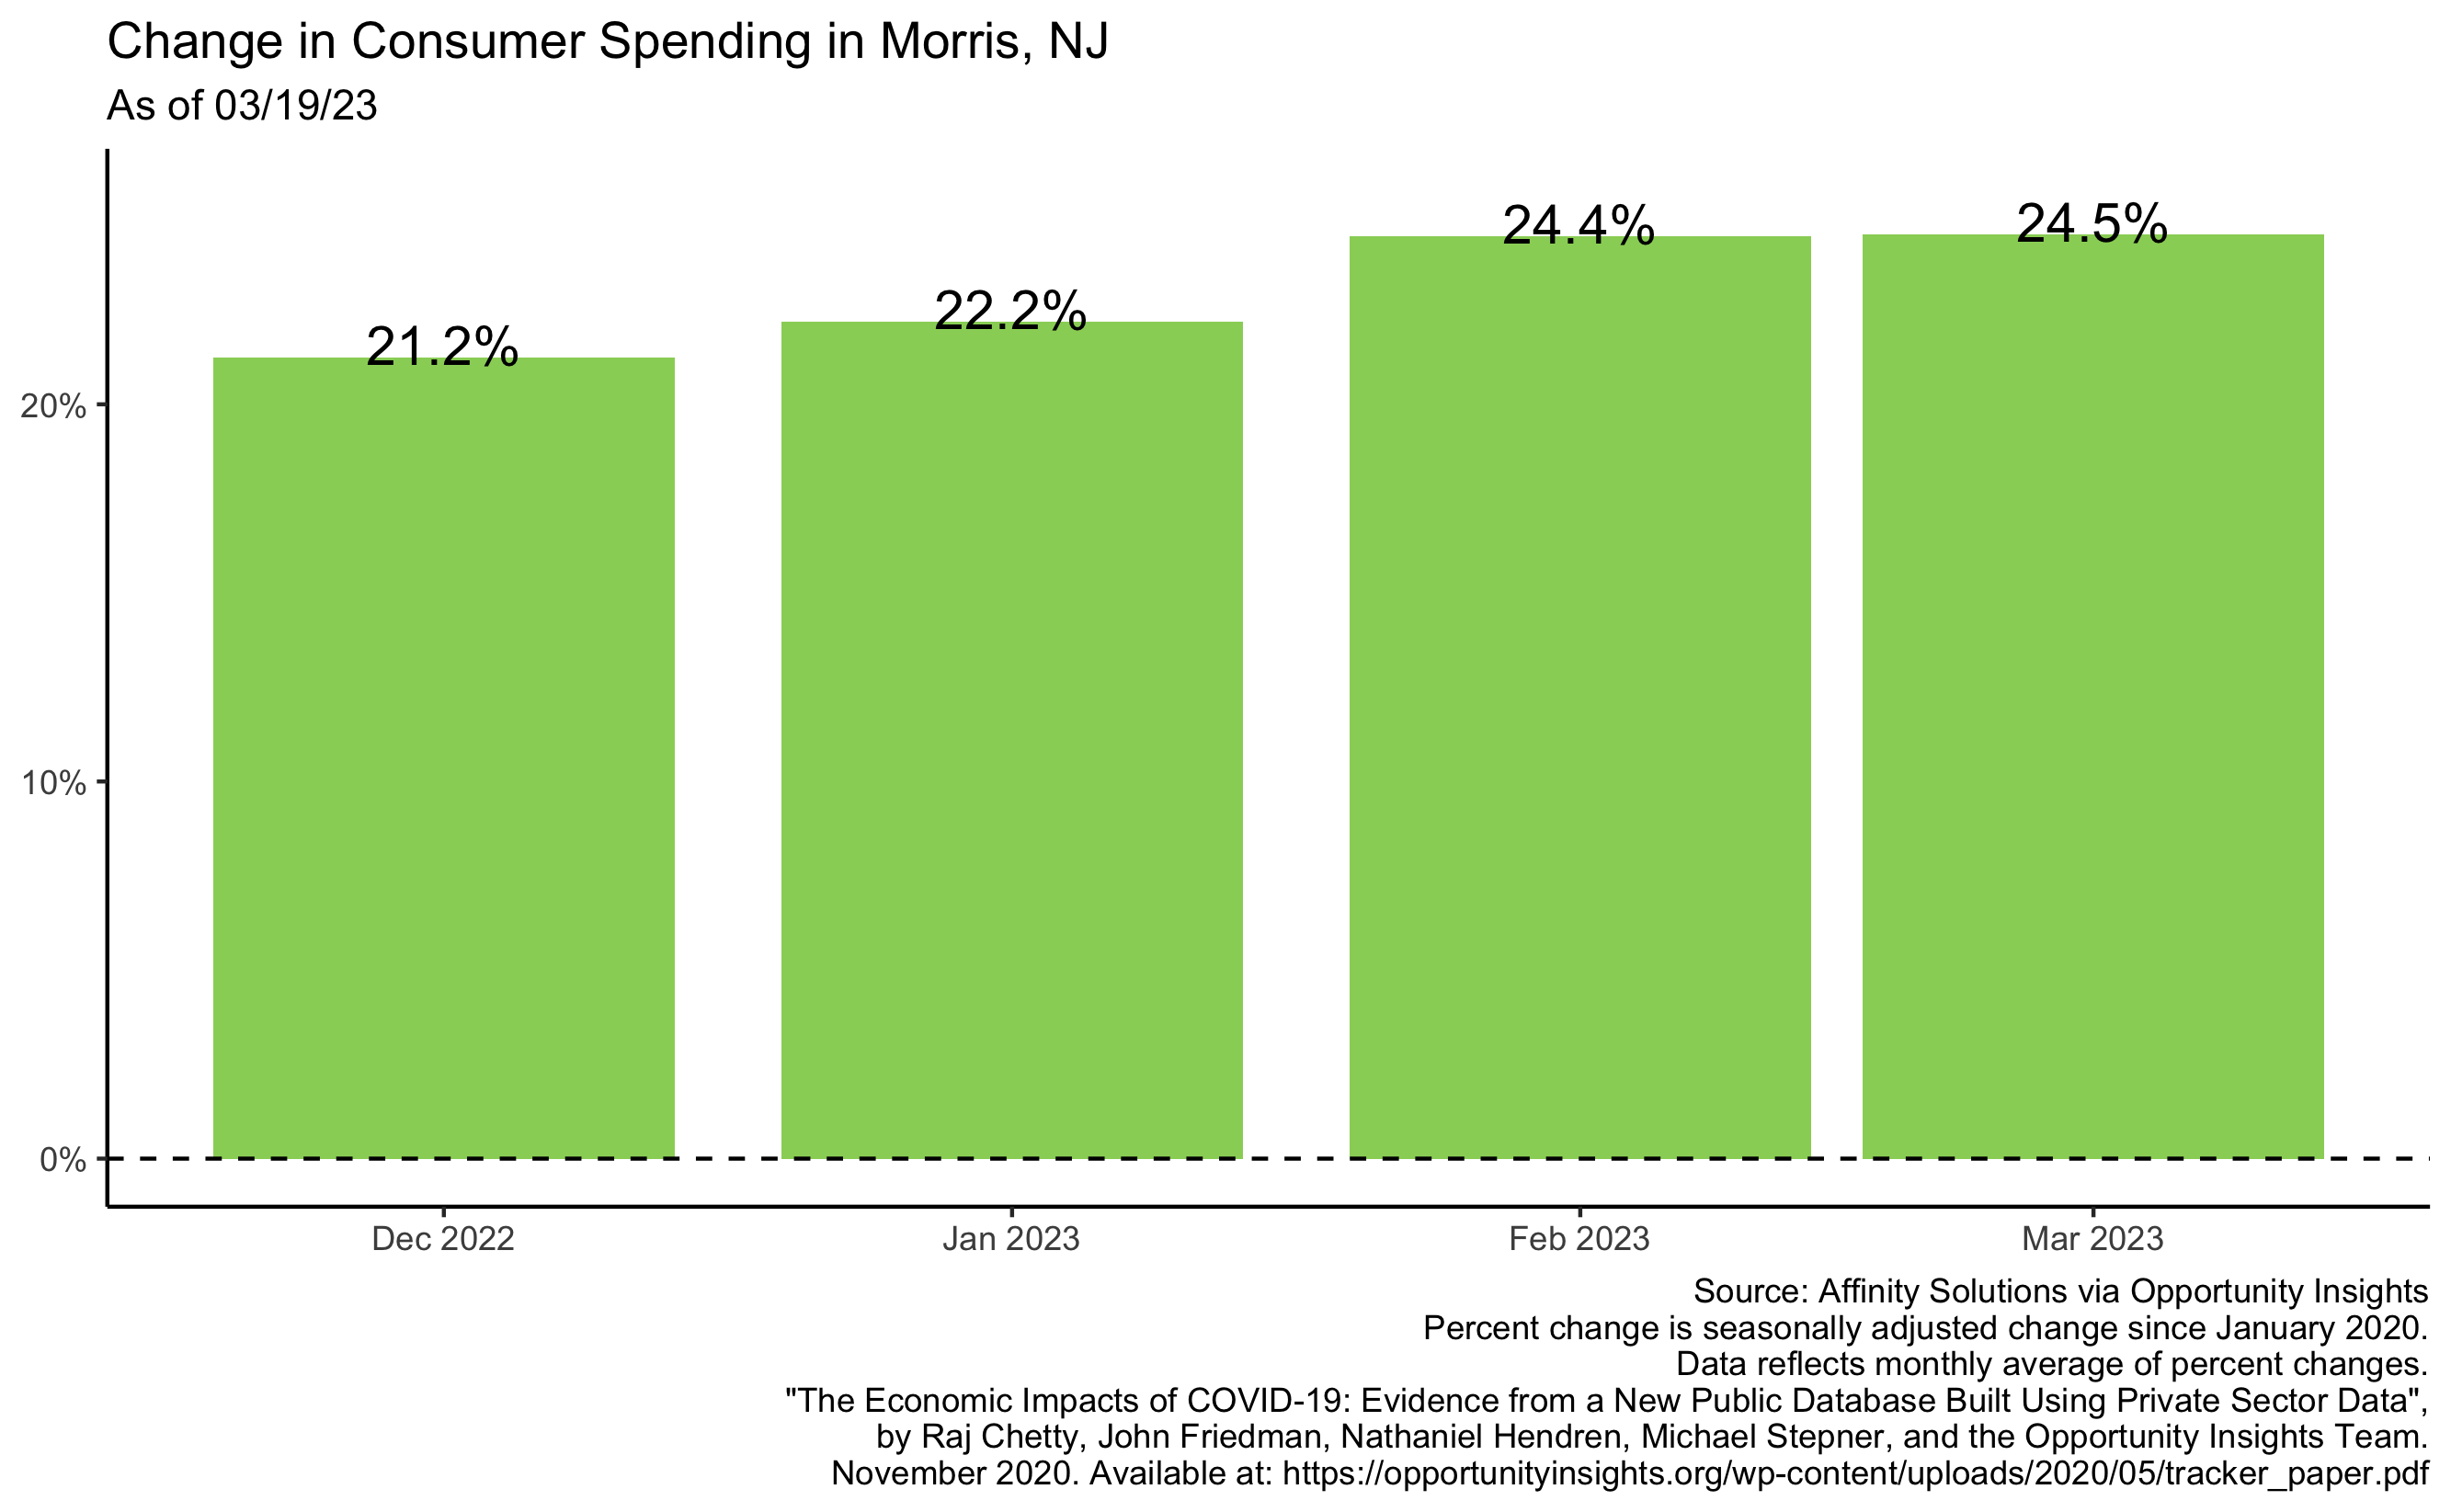 Change in Consumer Spending in Morris, NJ
As of 03/19/23
24.5%
24.4%
22.2%
21.2%
20%
10%
0%
Dec 2022
Jan 2023
Feb 2023
Mar 2023
Source: Affinity Solutions via Opportunity Insights
Percent change is seasonally adjusted change since January 2020.
Data reflects monthly average of percent changes.
"The Economic Impacts of COVID-19: Evidence from a New Public Database Built Using Private Sector Data",
by Raj Chetty, John Friedman, Nathaniel Hendren, Michael Stepner, and the Opportunity Insights Team.
November 2020. Available at: https://opportunityinsights.org/wp-content/uploads/2020/05/tracker_paper.pdf